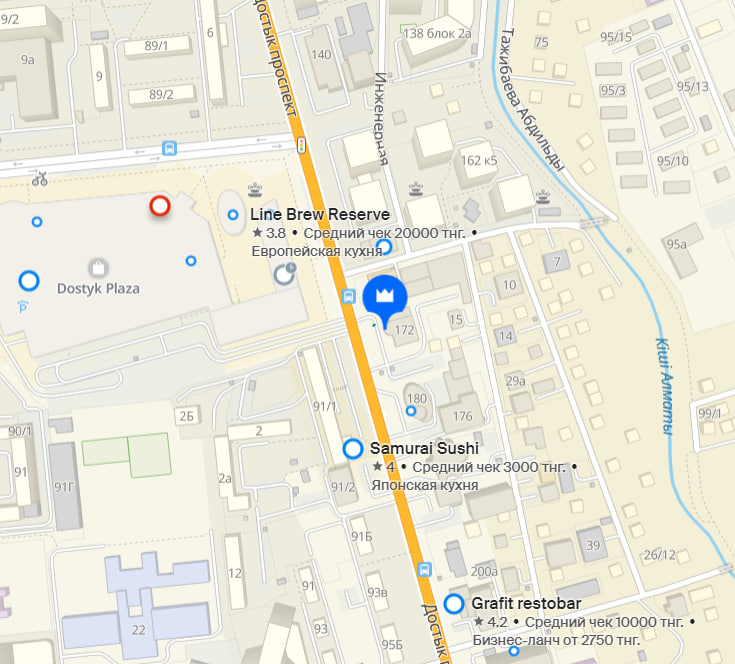 9/2
остык проспект
6
138 блок 2а
Тажибаева Абдильды
95/15
9а
89/1
140
75
9
95/3
95/13
89/2
Инженерная
162 к5
95/10
Line Brew Reserve
★ 3.8 • Средний чек 20000 тнг. •
Европейская кухня
95а
7
Dostyk Plaza
10
P
172
15
14
Кіші Алматы
29а
91/1
180
2Б
176
99/1
90/1
2
Samurai Sushi
★ 4 • Средний чек 3000 тнг. •
Японская кухня
91
91Г
2а
91/2
91Б
39
26/12
12
200а
91
93в
Grafit restobar
★ 4.2 • Средний чек 10000 тнг. •
Бизнес-ланч от 2750 тнг.
22
93
95Б
Достык п